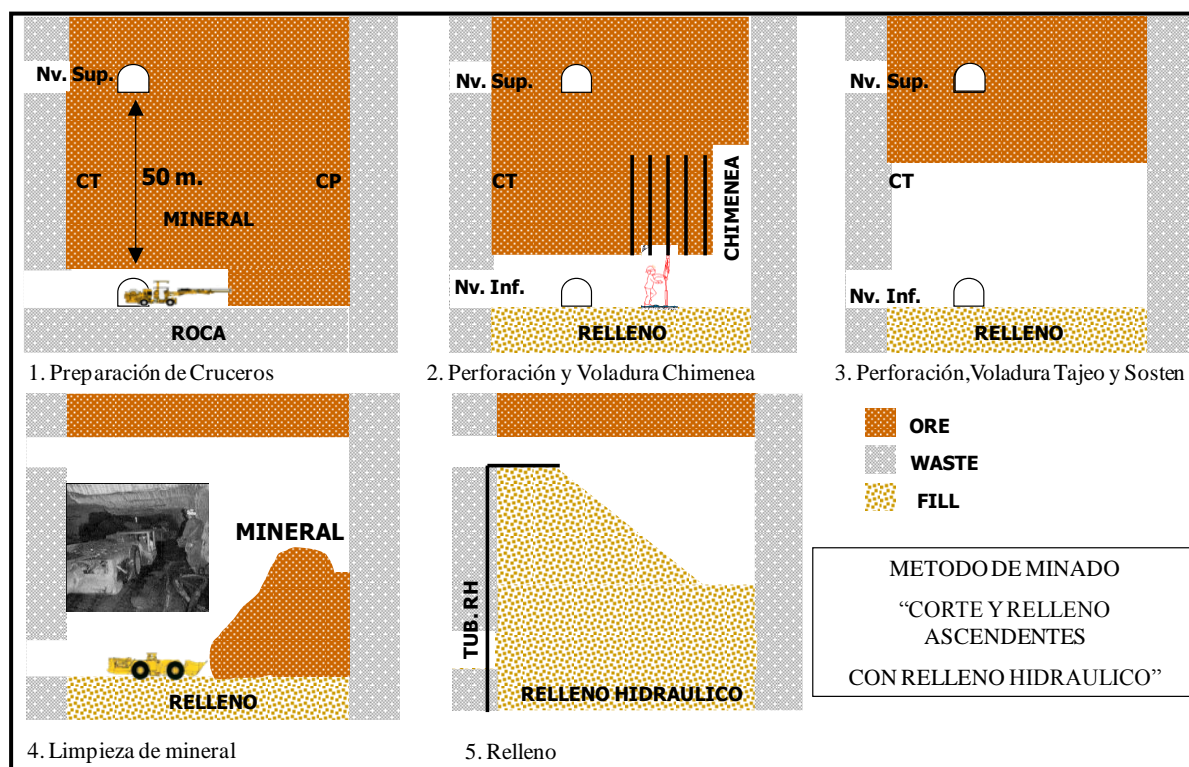 Nv. Sup.
CT
50 m.
CP
MINERAL
ROCA
1. Preparación de Cruceros
Nv. Sup.
CT
CHIMENEA
Nv. Inf.
RELLENO
2. Perforación y Voladura Chimenea
Nv. Sup.
CT
Nv. Inf.
RELLENO
3. Perforación,Voladura Tajeo y Sosten
MINERAL
RELLENO
4. Limpieza de mineral
TUB. RH
RELLENO HIDRAULICO
5. Relleno
ORE
WASTE
FILL
METODO DE MINADO
“CORTE Y RELLENO
ASCENDENTES
CON RELLENO HIDRAULICO”